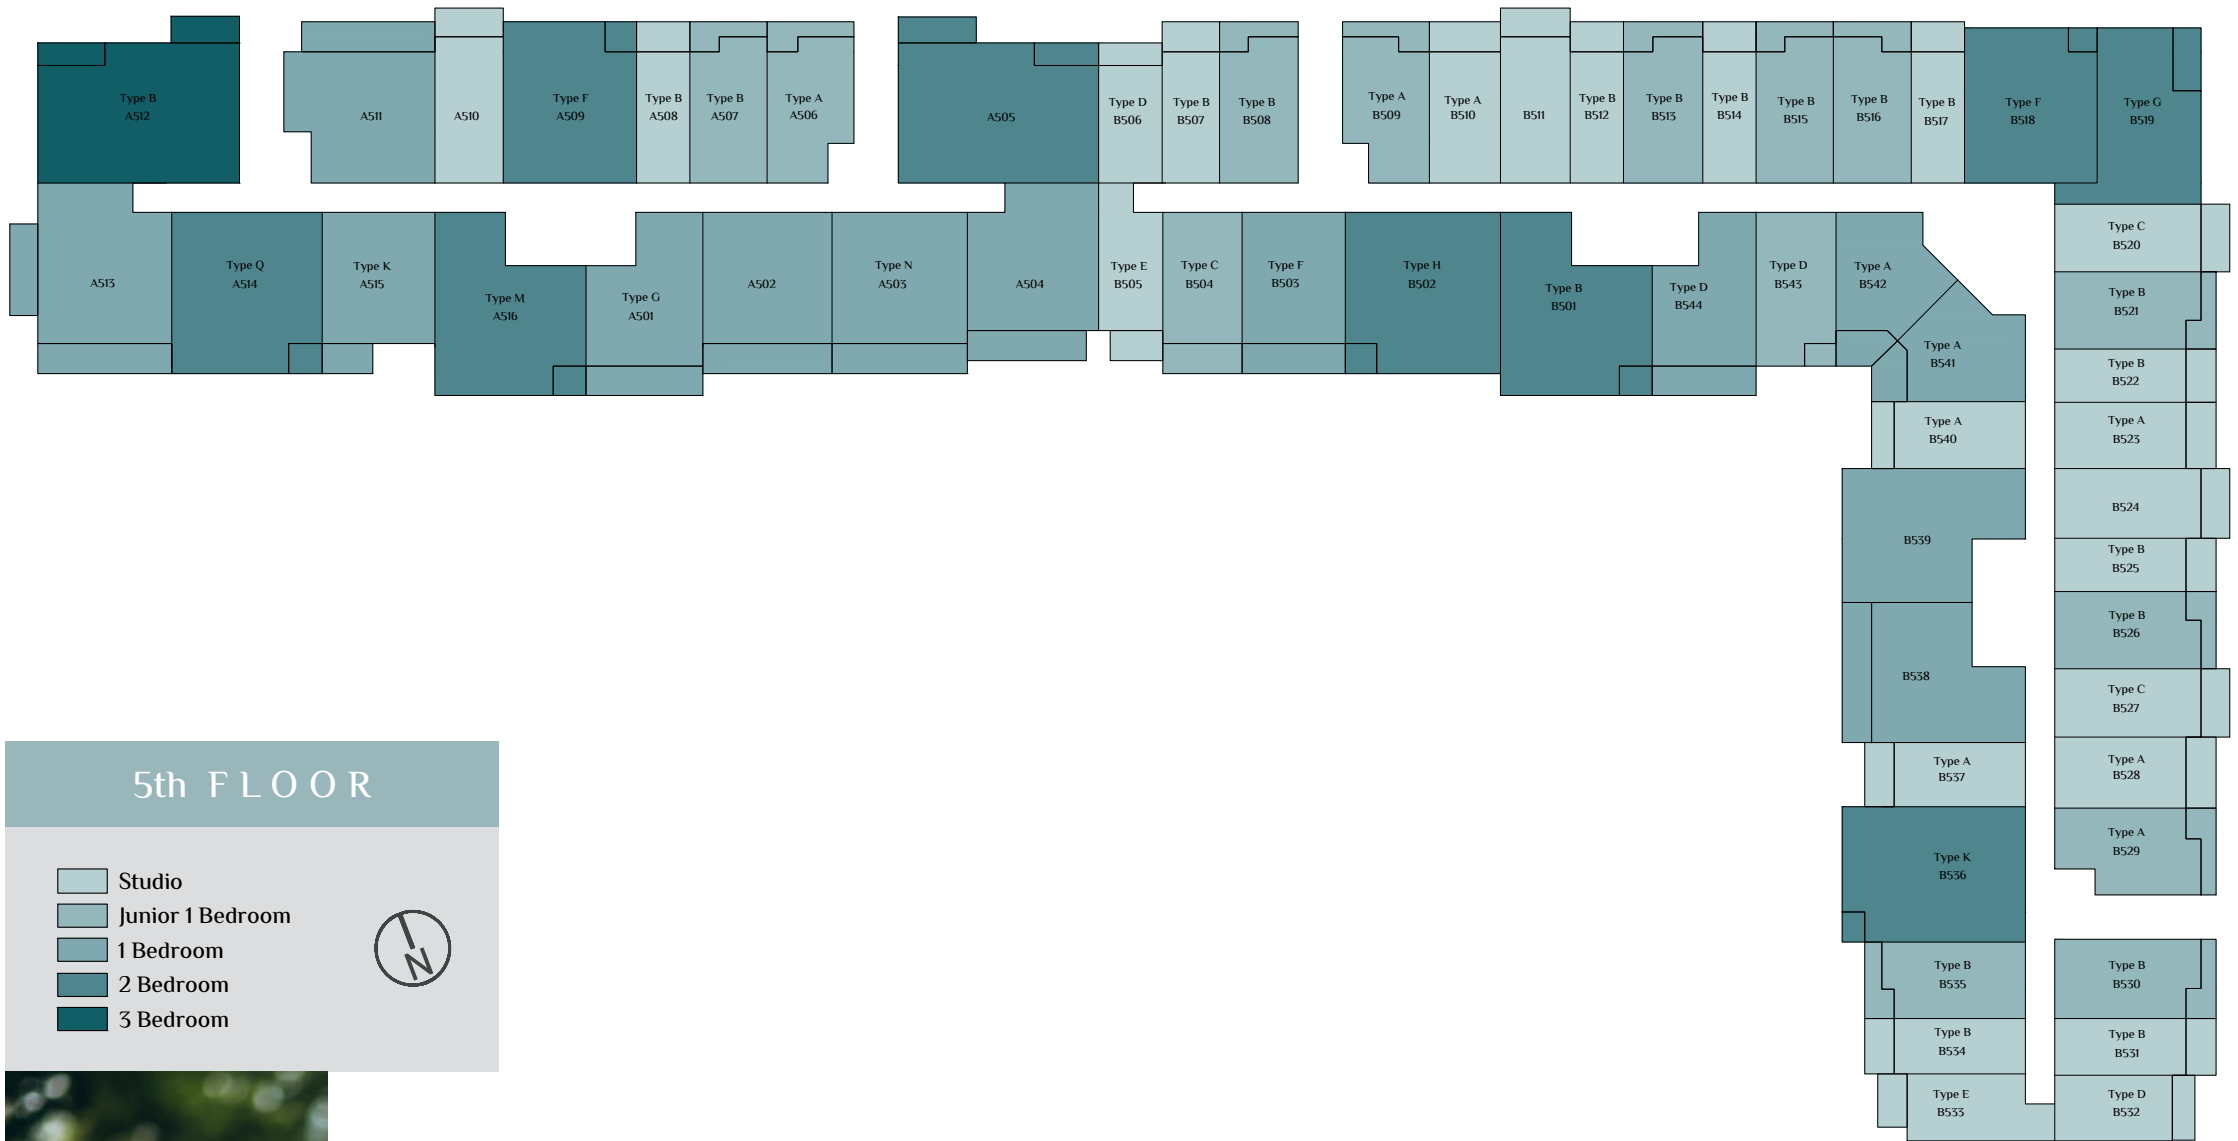 Type B
A512
A511
A510
Type F
A509
Type B
A508
Type B
A507
Type A
A506
A505
Type D
B506
Type B
B507
Type B
B508
Type A
B509
Type A
B510
B511
Type B
B512
Type B
B513
Type B
B514
Type B
B515
Type B
B516
Type B
B517
Type F
B518
Type G
B519
A513
Type Q
A514
Type K
A515
Type M
A516
Type G
A501
A502
Type N
A503
A504
Type E
B505
Type C
B504
Type F
B503
Type H
B502
Type B
B501
Type D
B544
Type D
B543
Type A
B542
Type A
B541
Type A
B540
B539
B538
Type A
B537
Type K
B536
Type B
B535
Type B
B534
Type E
B533
Type C
B520
Type B
B521
Type B
B522
Type A
B523
B524
Type B
B525
Type B
B526
Type C
B527
Type A
B528
Type A
B529
Type B
B530
Type B
B531
Type D
B532
5th FLOOR
Studio
Junior 1 Bedroom
1 Bedroom
2 Bedroom
3 Bedroom
N